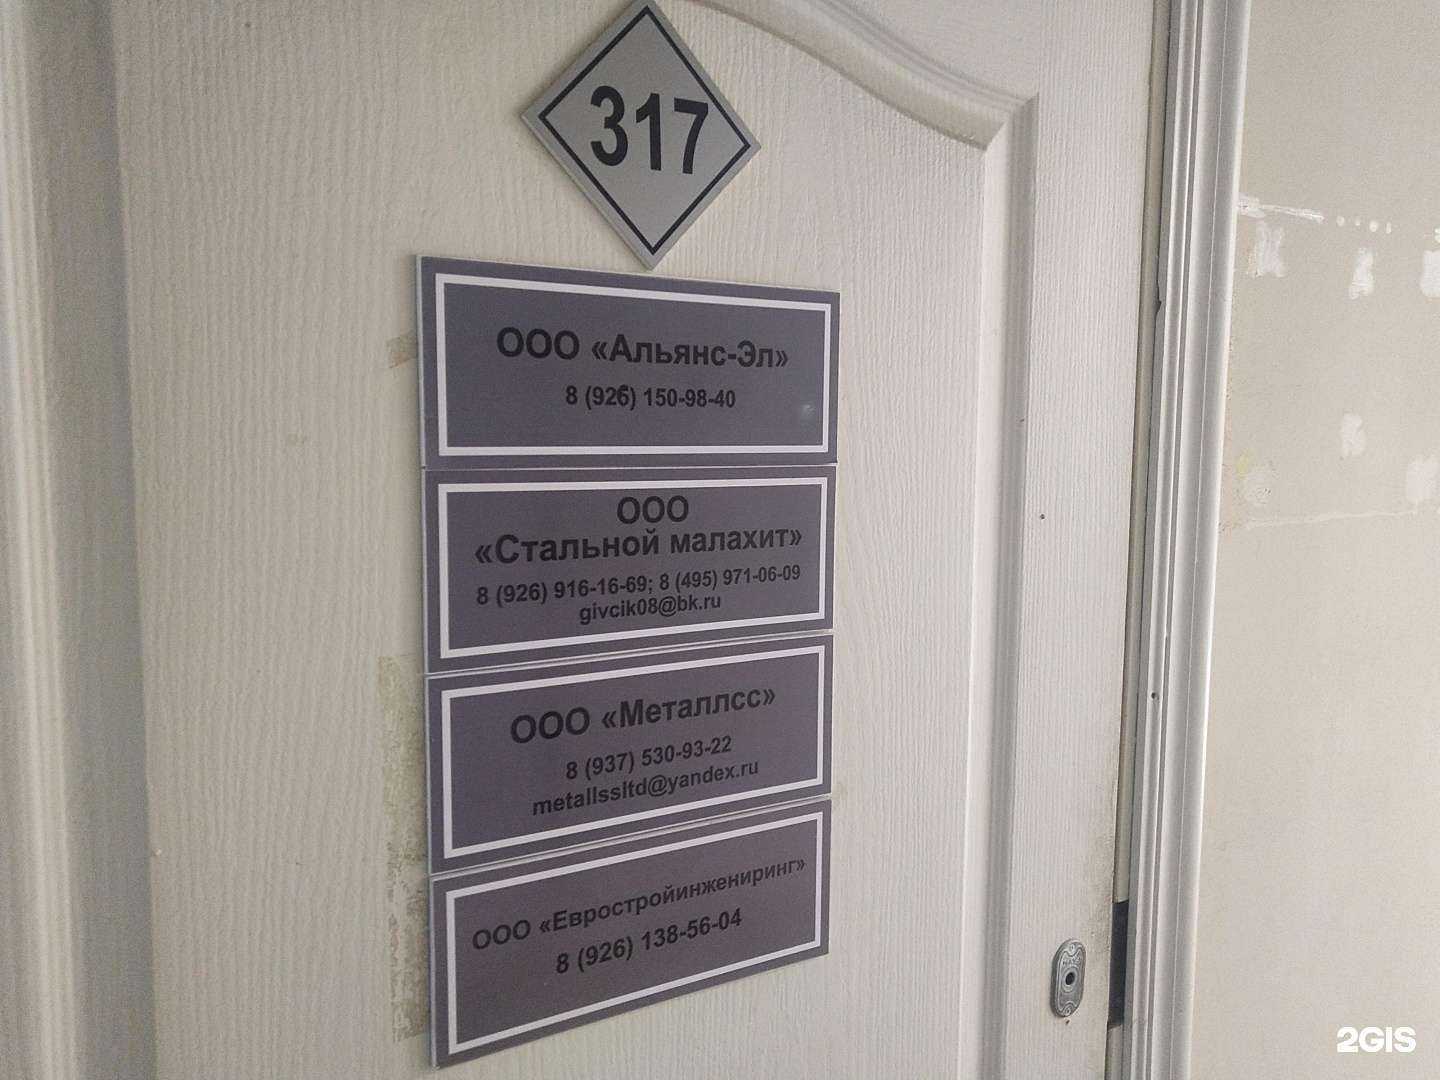 317
ООО «Альянс-Эл»
8 (926) 150-98-40
ООО
«Стальной малахит»
8 (926) 916-16-69; 8 (495) 971-06-09
givcik08@bk.ru
ООО «Металлсс»
8 (937) 530-93-22
metallssltd@yandex.ru
ООО «Евростройинжениринг»
8 (926) 138-56-04
2GIS